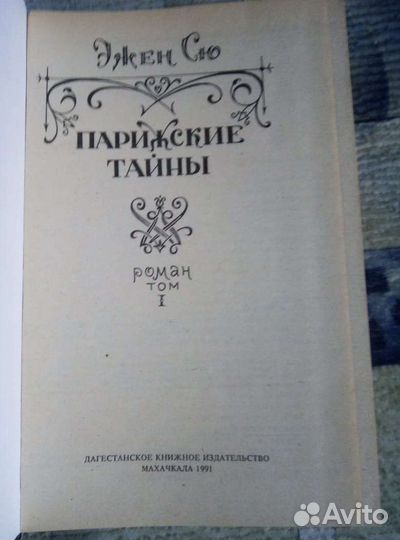 Эжен Сю
ПАРИЖСКИЕ
ТАЙНЫ
роман
том
I
ДАГЕСТАНСКОЕ КНИЖНОЕ ИЗДАТЕЛЬСТВО
МАХАЧКАЛА 1991
Avito